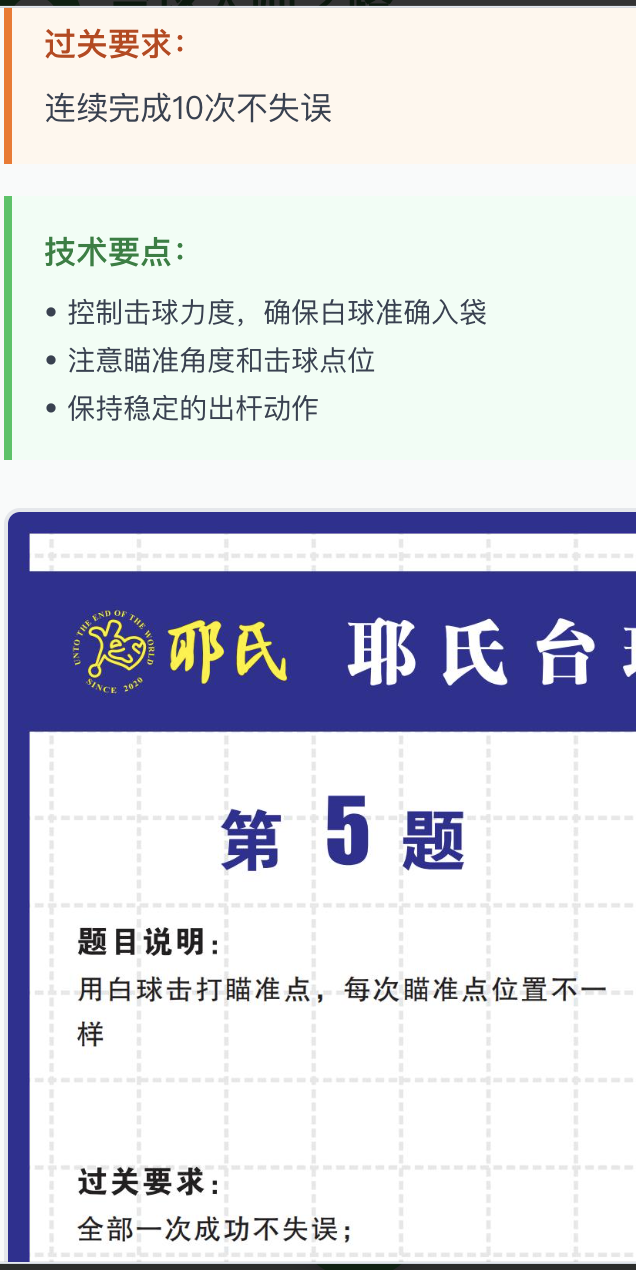 过关要求：
连续完成10次不失误
技术要点：
• 控制击球力度，确保白球准确入袋
• 注意瞄准角度和击球点位
• 保持稳定的出杆动作
UNTO THE END OF THE WORLD
SINCE 2020
耶氏 耶氏台
第5题
题目说明：
用白球击打瞄准点，每次瞄准点位置不一
样
过关要求：
全部一次成功不失误；